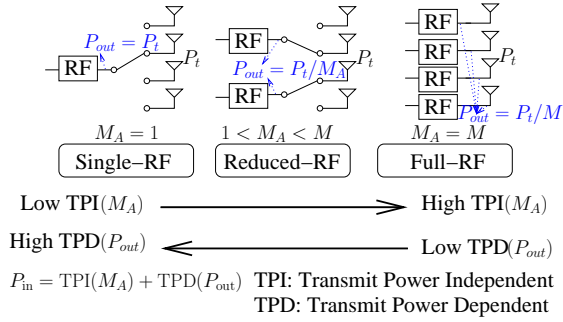 P_out = P_t
RF
P_t
M_A = 1
Single–RF
RF
P_out = P_t/M_A
P_t
RF
1 < M_A < M
Reduced–RF
RF
RF
P_t
RF
RF
P_out = P_t/M
M_A = M
Full–RF
Low TPI(M_A)
High TPI(M_A)
High TPD(P_out)
Low TPD(P_out)
P_in = TPI(M_A) + TPD(P_out)
TPI: Transmit Power Independent
TPD: Transmit Power Dependent